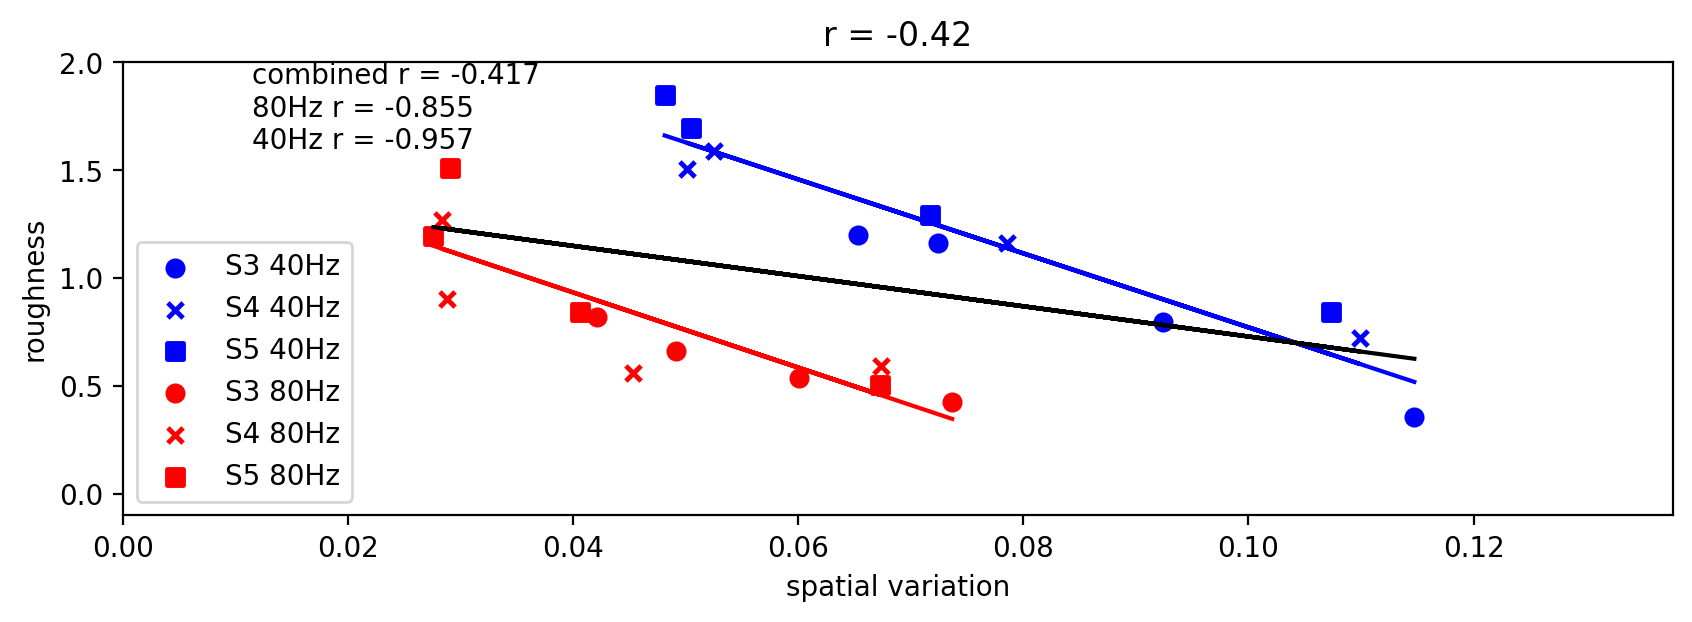 r = -0.42
combined r = -0.417
80Hz r = -0.855
40Hz r = -0.957
2.0
1.5
1.0
0.5
0.0
roughness
S3 40Hz
S4 40Hz
S5 40Hz
S3 80Hz
S4 80Hz
S5 80Hz
0.00 0.02 0.04 0.06 0.08 0.10 0.12
spatial variation